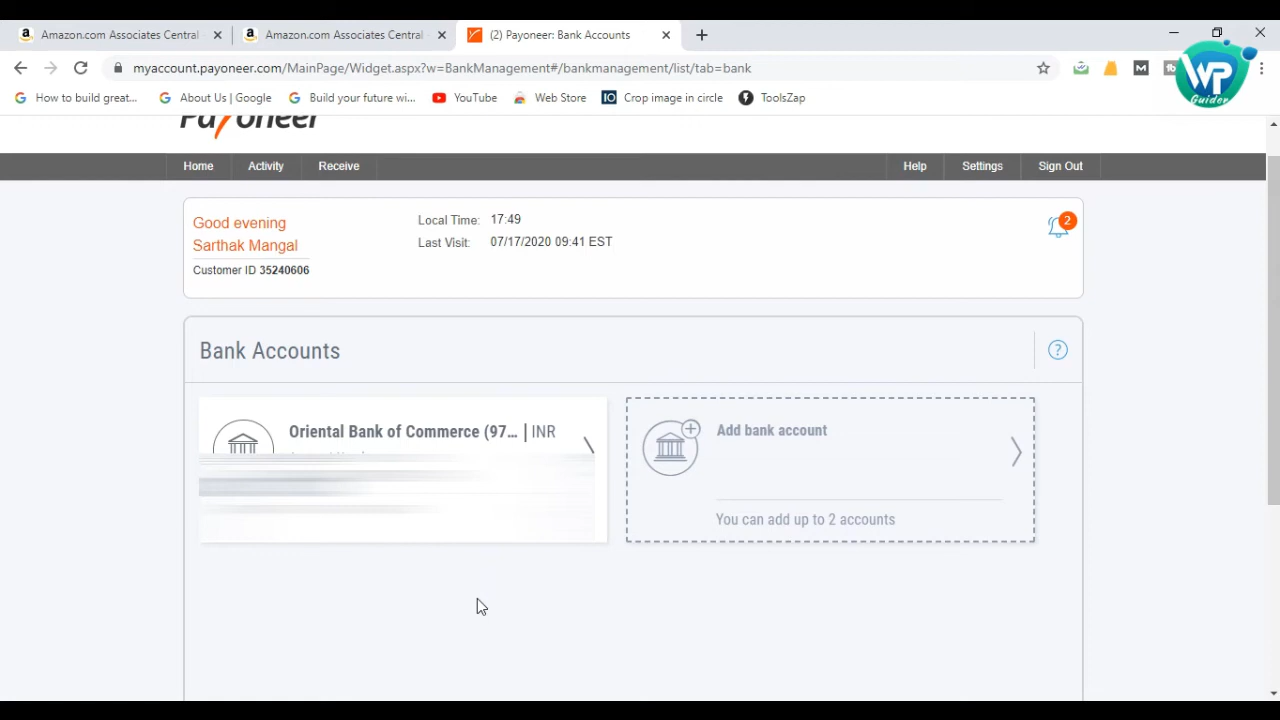 Amazon.com Associates Central
Amazon.com Associates Central
(2) Payoneer: Bank Accounts
myaccount.payoneer.com/MainPage/Widget.aspx?w=BankManagement#/bankmanagement/list/tab=bank
How to build great...
About Us | Google
Build your future wi...
YouTube
Web Store
Crop image in circle
ToolsZap
WP
Guider
Payoneer
Home
Activity
Receive
Help
Settings
Sign Out
Good evening
Sarthak Mangal
Customer ID 35240606
Local Time: 17:49
Last Visit: 07/17/2020 09:41 EST
2
Bank Accounts
?
Oriental Bank of Commerce (97... | INR
Add bank account
You can add up to 2 accounts